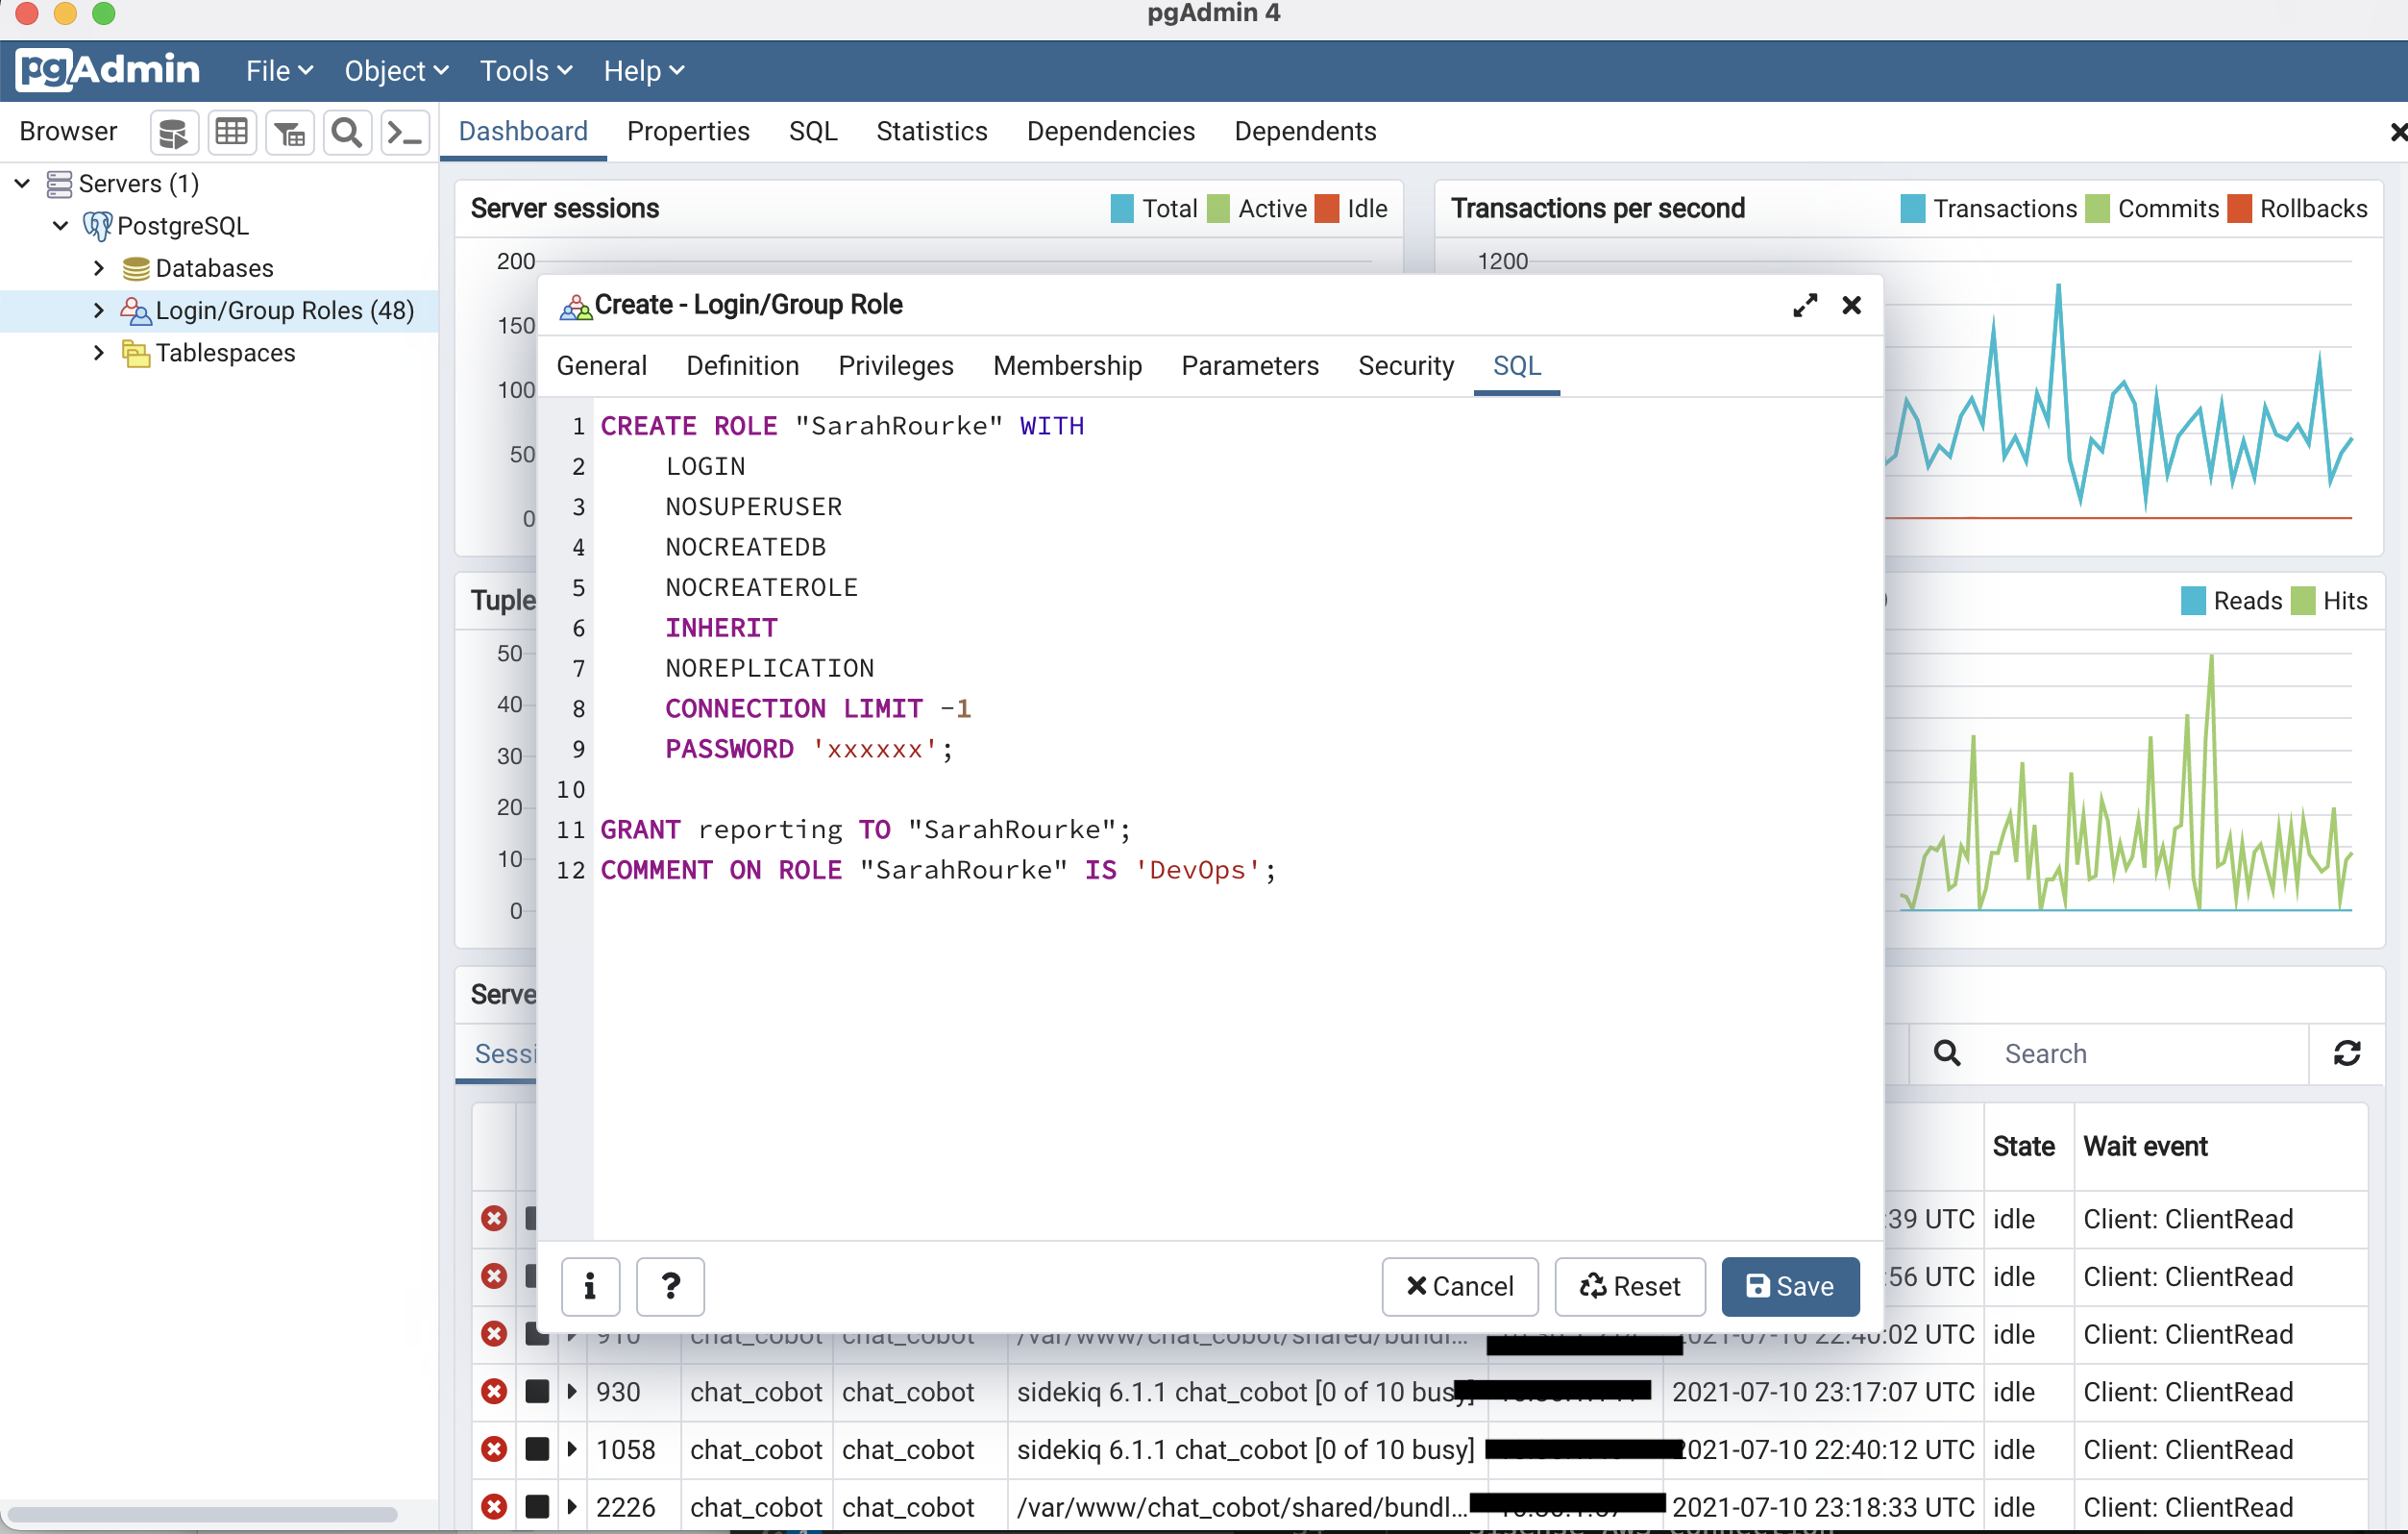 pgAdmin 4
pgAdmin File Object Tools Help
Browser Dashboard Properties SQL Statistics Dependencies Dependents
Servers (1)
PostgreSQL
Databases
Login/Group Roles (48)
Tablespaces
Server sessions Total Active Idle
200
150
100
50
0
Transactions per second Transactions Commits Rollbacks
1200
Create - Login/Group Role
General Definition Privileges Membership Parameters Security SQL
1 CREATE ROLE "SarahRourke" WITH
2 LOGIN
3 NOSUPERUSER
4 NOCREATEDB
5 NOCREATEROLE
6 INHERIT
7 NOREPLICATION
8 CONNECTION LIMIT -1
9 PASSWORD 'xxxxxx';
10
11 GRANT reporting TO "SarahRourke";
12 COMMENT ON ROLE "SarahRourke" IS 'DevOps';
i ? Cancel Reset Save
Tuple
50
40
30
20
10
0
Reads Hits
Serve
Sessi
Search
State Wait event
:39 UTC idle Client: ClientRead
:56 UTC idle Client: ClientRead
910 chat_cobot chat_cobot /var/www/chat_cobot/shared/bundl... 2021-07-10 22:40:02 UTC idle Client: ClientRead
930 chat_cobot chat_cobot sidekiq 6.1.1 chat_cobot [0 of 10 busy] 2021-07-10 23:17:07 UTC idle Client: ClientRead
1058 chat_cobot chat_cobot sidekiq 6.1.1 chat_cobot [0 of 10 busy] 2021-07-10 22:40:12 UTC idle Client: ClientRead
2226 chat_cobot chat_cobot /var/www/chat_cobot/shared/bundl... 2021-07-10 23:18:33 UTC idle Client: ClientRead